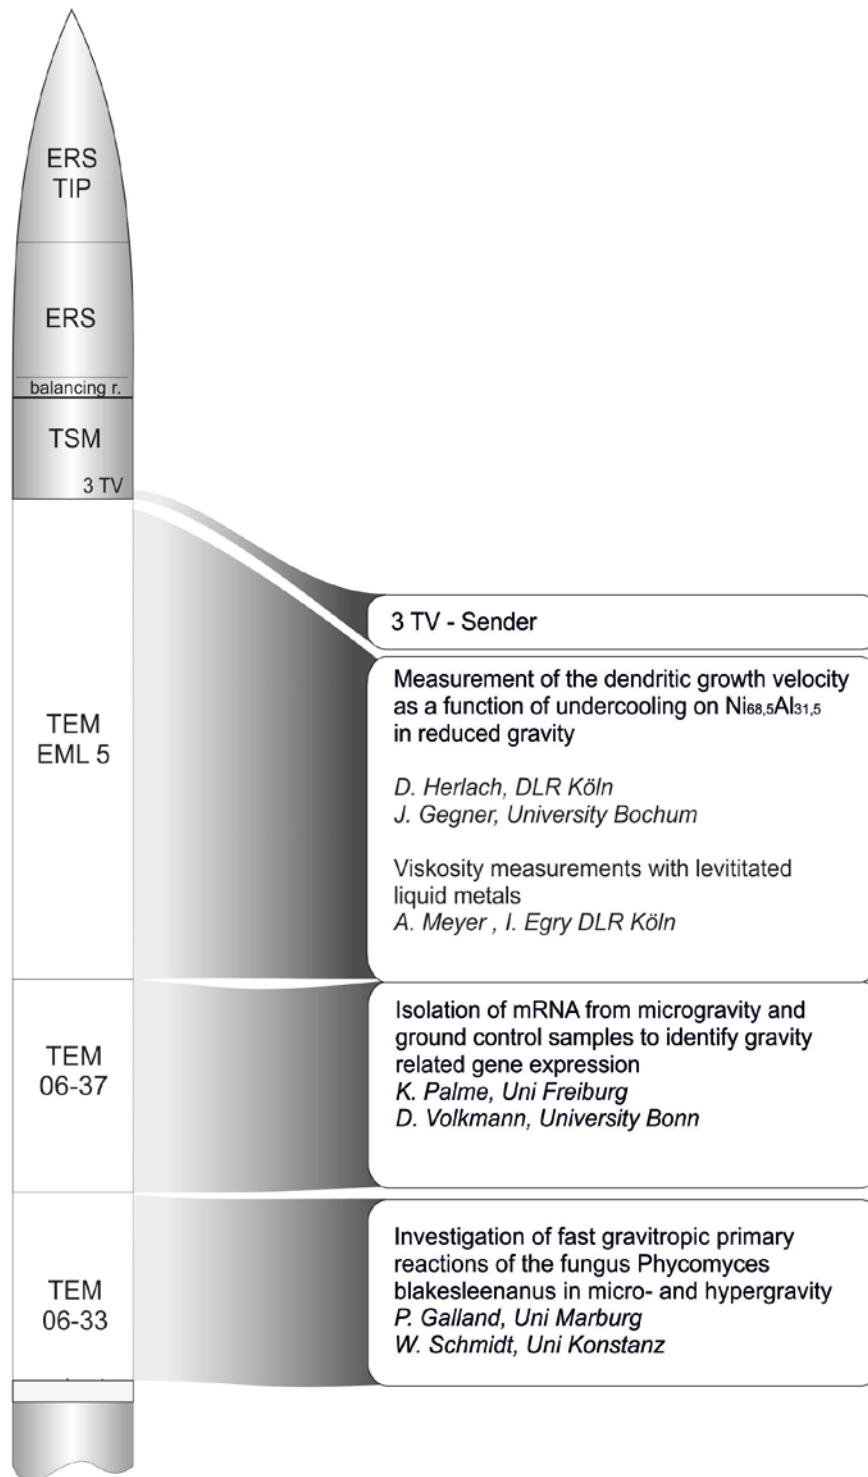 ERS
TIP
ERS
balancing r.
TSM
3 TV
3 TV - Sender
TEM
EML 5
Measurement of the dendritic growth velocity
as a function of undercooling on Ni68,5Al31,5
in reduced gravity
D. Herlach, DLR Köln
J. Gegner, University Bochum
Viskosity measurements with levititated
liquid metals
A. Meyer , I. Egry DLR Köln
TEM
06-37
Isolation of mRNA from microgravity and
ground control samples to identify gravity
related gene expression
K. Palme, Uni Freiburg
D. Volkmann, University Bonn
TEM
06-33
Investigation of fast gravitropic primary
reactions of the fungus Phycomyces
blakesleenanus in micro- and hypergravity
P. Galland, Uni Marburg
W. Schmidt, Uni Konstanz